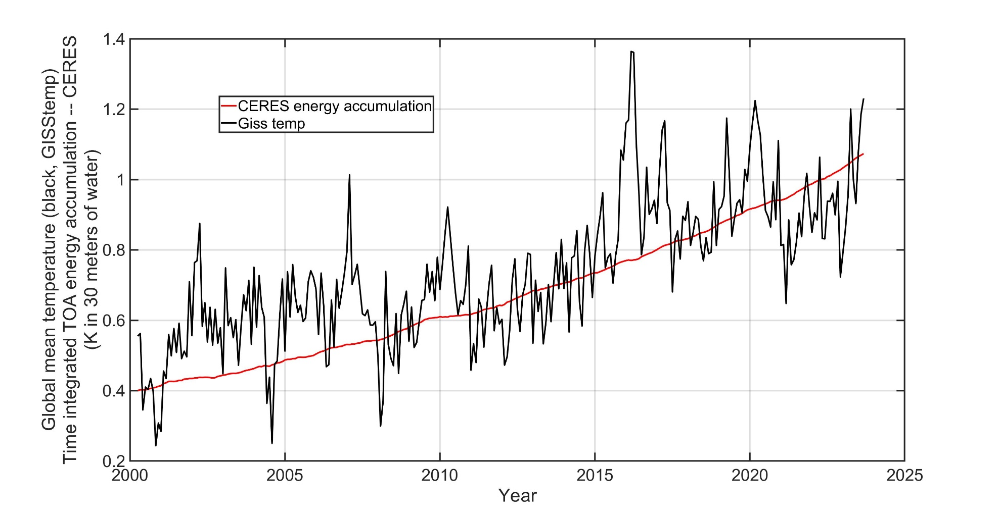 Global mean temperature (black, GISStemp)
Time integrated TOA energy accumulation -- CERES
(K in 30 meters of water)
1.4
1.2
1
0.8
0.6
0.4
0.2
CERES energy accumulation
Giss temp
2000
2005
2010
2015
2020
2025
Year